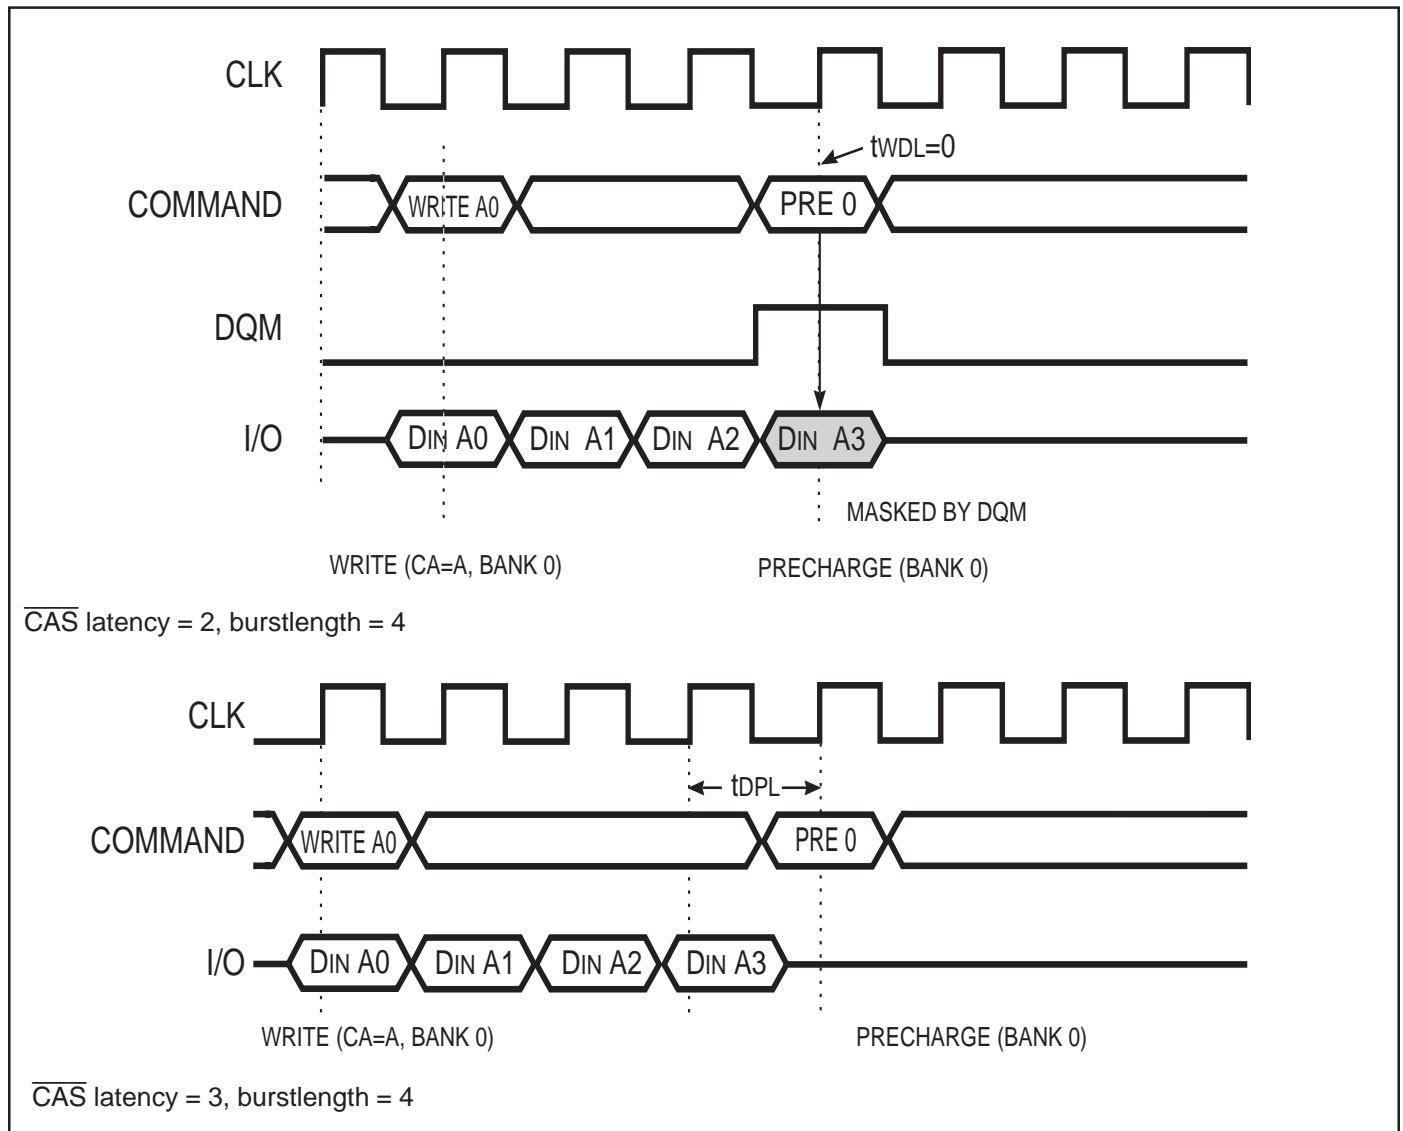 CLK
tWDL=0
COMMAND WRITE A0 PRE 0
DQM
I/O DIN A0 DIN A1 DIN A2 DIN A3
MASKED BY DQM
WRITE (CA=A, BANK 0) PRECHARGE (BANK 0)
CAS latency = 2, burstlength = 4
CLK
tDPL
COMMAND WRITE A0 PRE 0
I/O DIN A0 DIN A1 DIN A2 DIN A3
WRITE (CA=A, BANK 0) PRECHARGE (BANK 0)
CAS latency = 3, burstlength = 4